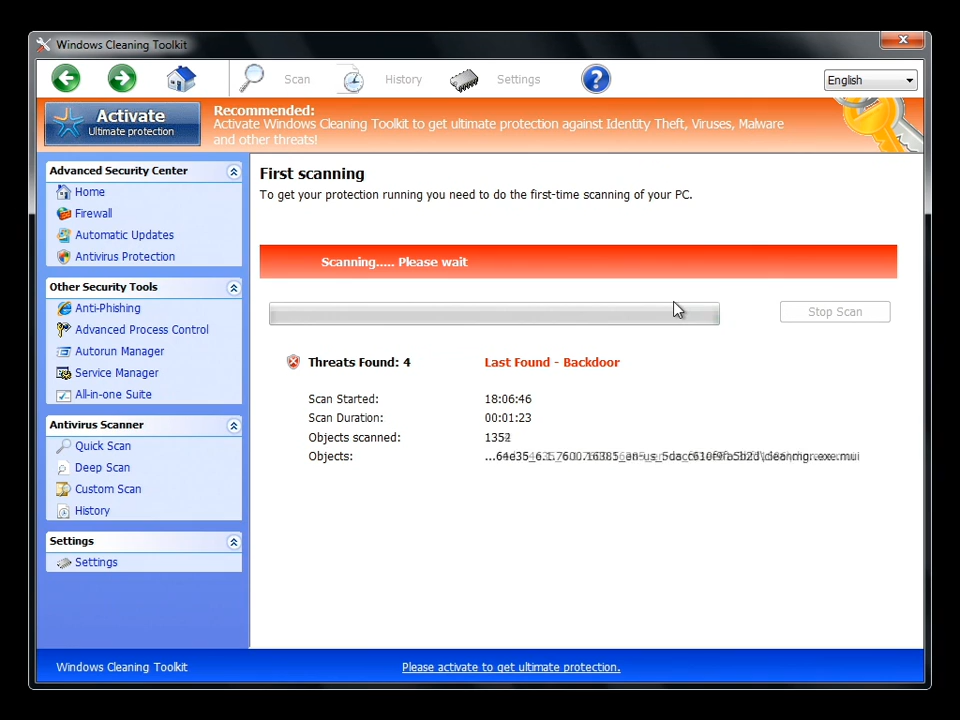 Windows Cleaning Toolkit
Scan
History
Settings
?
English
Activate
Ultimate protection
Recommended:
Activate Windows Cleaning Toolkit to get ultimate protection against Identity Theft, Viruses, Malware
and other threats!
Advanced Security Center
Home
Firewall
Automatic Updates
Antivirus Protection
Other Security Tools
Anti-Phishing
Advanced Process Control
Autorun Manager
Service Manager
All-in-one Suite
Antivirus Scanner
Quick Scan
Deep Scan
Custom Scan
History
Settings
Settings
First scanning
To get your protection running you need to do the first-time scanning of your PC.
Scanning..... Please wait
Stop Scan
Threats Found: 4
Last Found - Backdoor
Scan Started:
18:06:46
Scan Duration:
00:01:23
Objects scanned:
Objects:
Windows Cleaning Toolkit
Please activate to get ultimate protection.